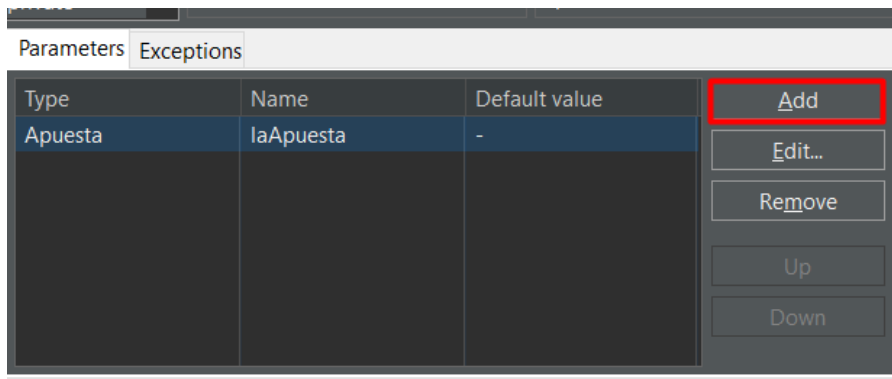 Parameters Exceptions
Type Name Default value
Apuesta laApuesta -
Add
Edit...
Remove
Up
Down